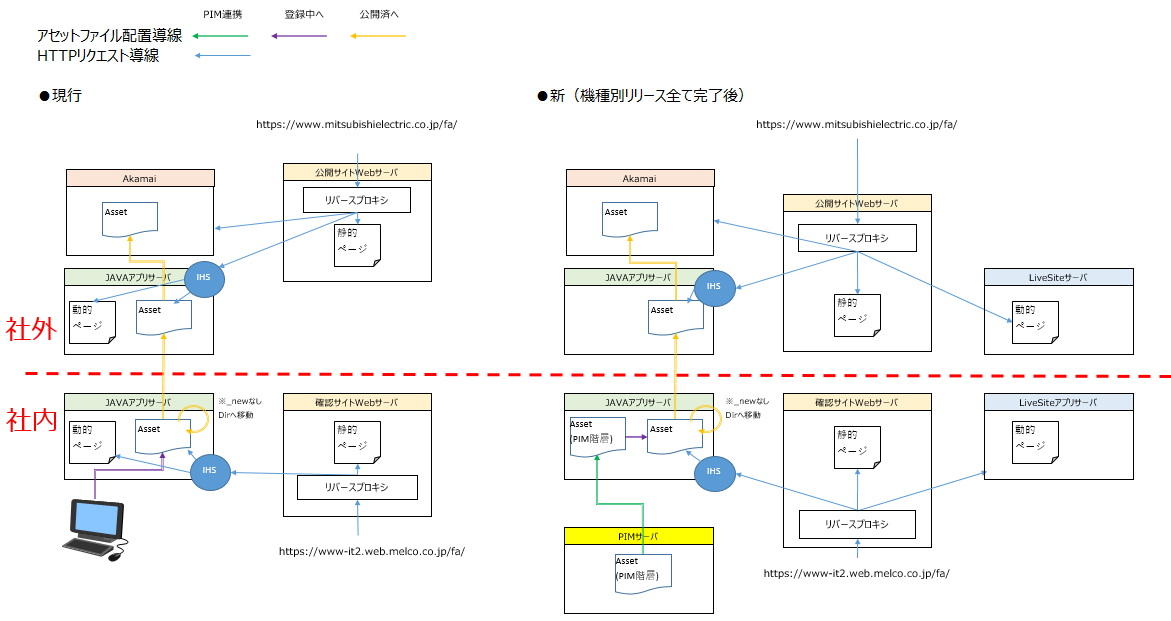 PIM連携 登録中へ 公開済へ
アセットファイル配置導線
HTTPリクエスト導線
●現行
https://www.mitsubishielectric.co.jp/fa/
Akamai
Asset
公開サイトWebサーバ
リバースプロキシ
静的
ページ
JAVAアプリサーバ
IHS
動的
ページ
Asset
社外
社内
JAVAアプリサーバ
動的
ページ
Asset
※_newなし
Dirへ移動
IHS
確認サイトWebサーバ
静的
ページ
リバースプロキシ
https://www-it2.web.melco.co.jp/fa/
●新（機種別リリース全て完了後）
https://www.mitsubishielectric.co.jp/fa/
Akamai
Asset
公開サイトWebサーバ
リバースプロキシ
静的
ページ
JAVAアプリサーバ
IHS
Asset
LiveSiteサーバ
動的
ページ
JAVAアプリサーバ
Asset
(PIM階層)
Asset
※_newなし
Dirへ移動
IHS
確認サイトWebサーバ
静的
ページ
リバースプロキシ
LiveSiteアプリサーバ
動的
ページ
PIMサーバ
Asset
(PIM階層)
https://www-it2.web.melco.co.jp/fa/